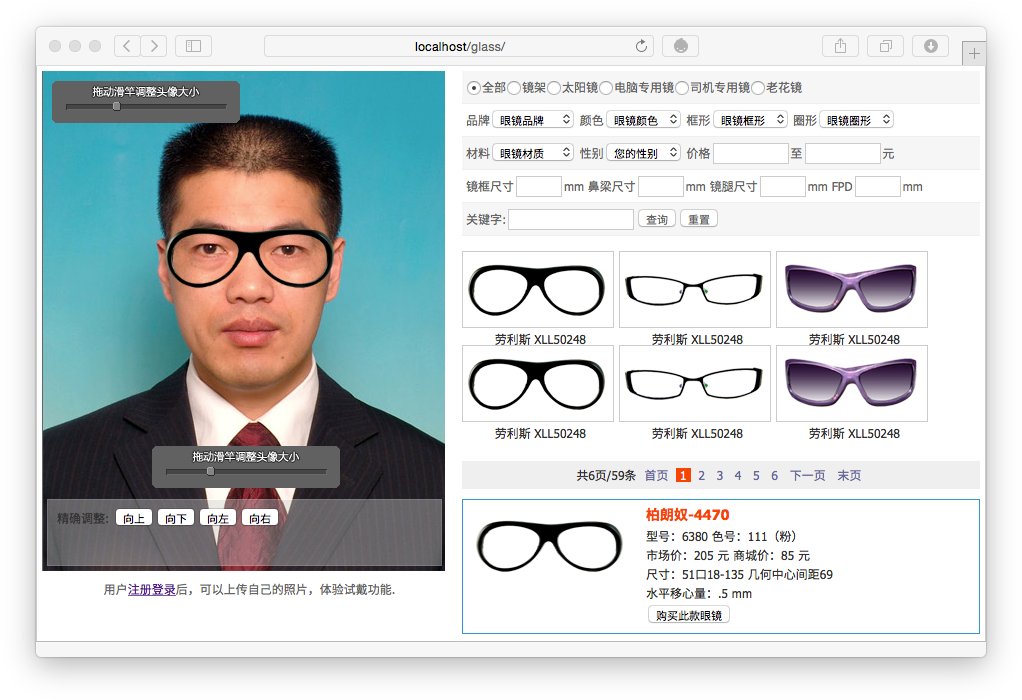 localhost/glass/
拖动滑竿调整头像大小
拖动滑竿调整头像大小
精确调整: 向上 向下 向左 向右
用户注册登录后，可以上传自己的照片，体验试戴功能.
全部 镜架 太阳镜 电脑专用镜 司机专用镜 老花镜
品牌 眼镜品牌 颜色 眼镜颜色 框形 眼镜框形 圈形 眼镜圈形
材料 眼镜材质 性别 您的性别 价格 至 元
镜框尺寸 mm 鼻梁尺寸 mm 镜腿尺寸 mm FPD mm
关键字: 查询 重置
劳利斯 XLL50248 劳利斯 XLL50248 劳利斯 XLL50248
劳利斯 XLL50248 劳利斯 XLL50248 劳利斯 XLL50248
共6页/59条 首页 1 2 3 4 5 6 下一页 末页
柏朗奴-4470
型号：6380 色号：111（粉）
市场价：205 元 商城价：85 元
尺寸：51口18-135 几何中心间距69
水平移心量：.5 mm
购买此款眼镜